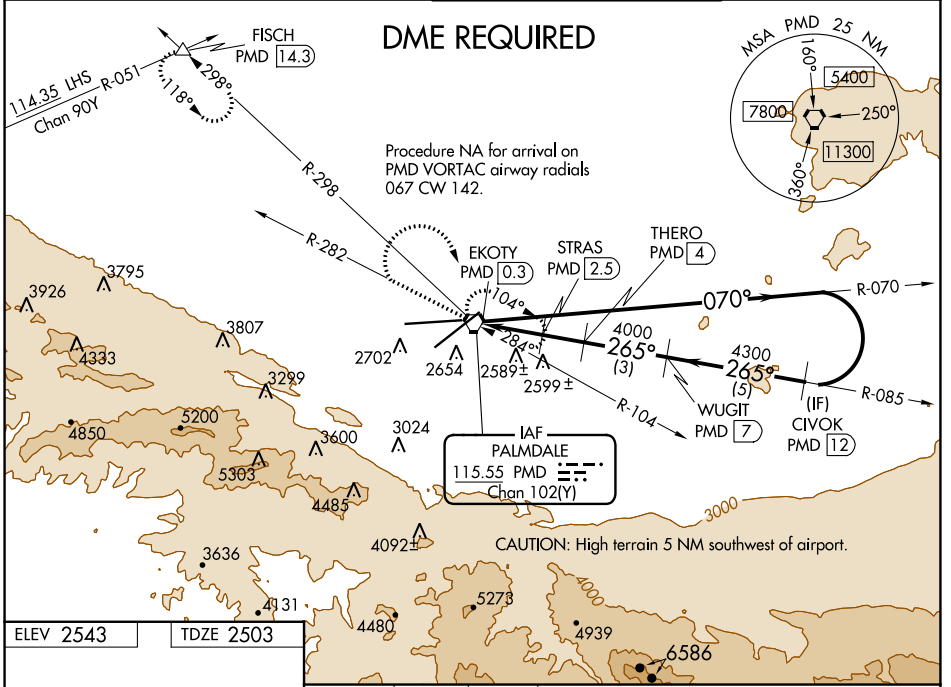 DME REQUIRED
FISCH
PMD 14.3
114.35 LHS R-051
Chan 90Y
298°
118°
R-298
MSA PMD 25 NM
160°
5400
7800
250°
11300
360°
Procedure NA for arrival on
PMD VORTAC airway radials
067 CW 142.
R-282
EKOTY
PMD 0.3
STRAS
PMD 2.5
THERO
PMD 4
104°
284°
070°
R-070
4000
265°
(3)
4300
265°
(5)
R-085
R-104
WUGIT
PMD 7
(IF)
CIVOK
PMD 12
3795
3926
4333
3807
3299
2702
2654
2589±
2599±
4850
5200
5303
3600
3024
4485
4092±
IAF
PALMDALE
115.55 PMD
Chan 102(Y)
3000
CAUTION: High terrain 5 NM southwest of airport.
4000
3636
4131
4480
5273
4939
6586
ELEV 2543
TDZE 2503